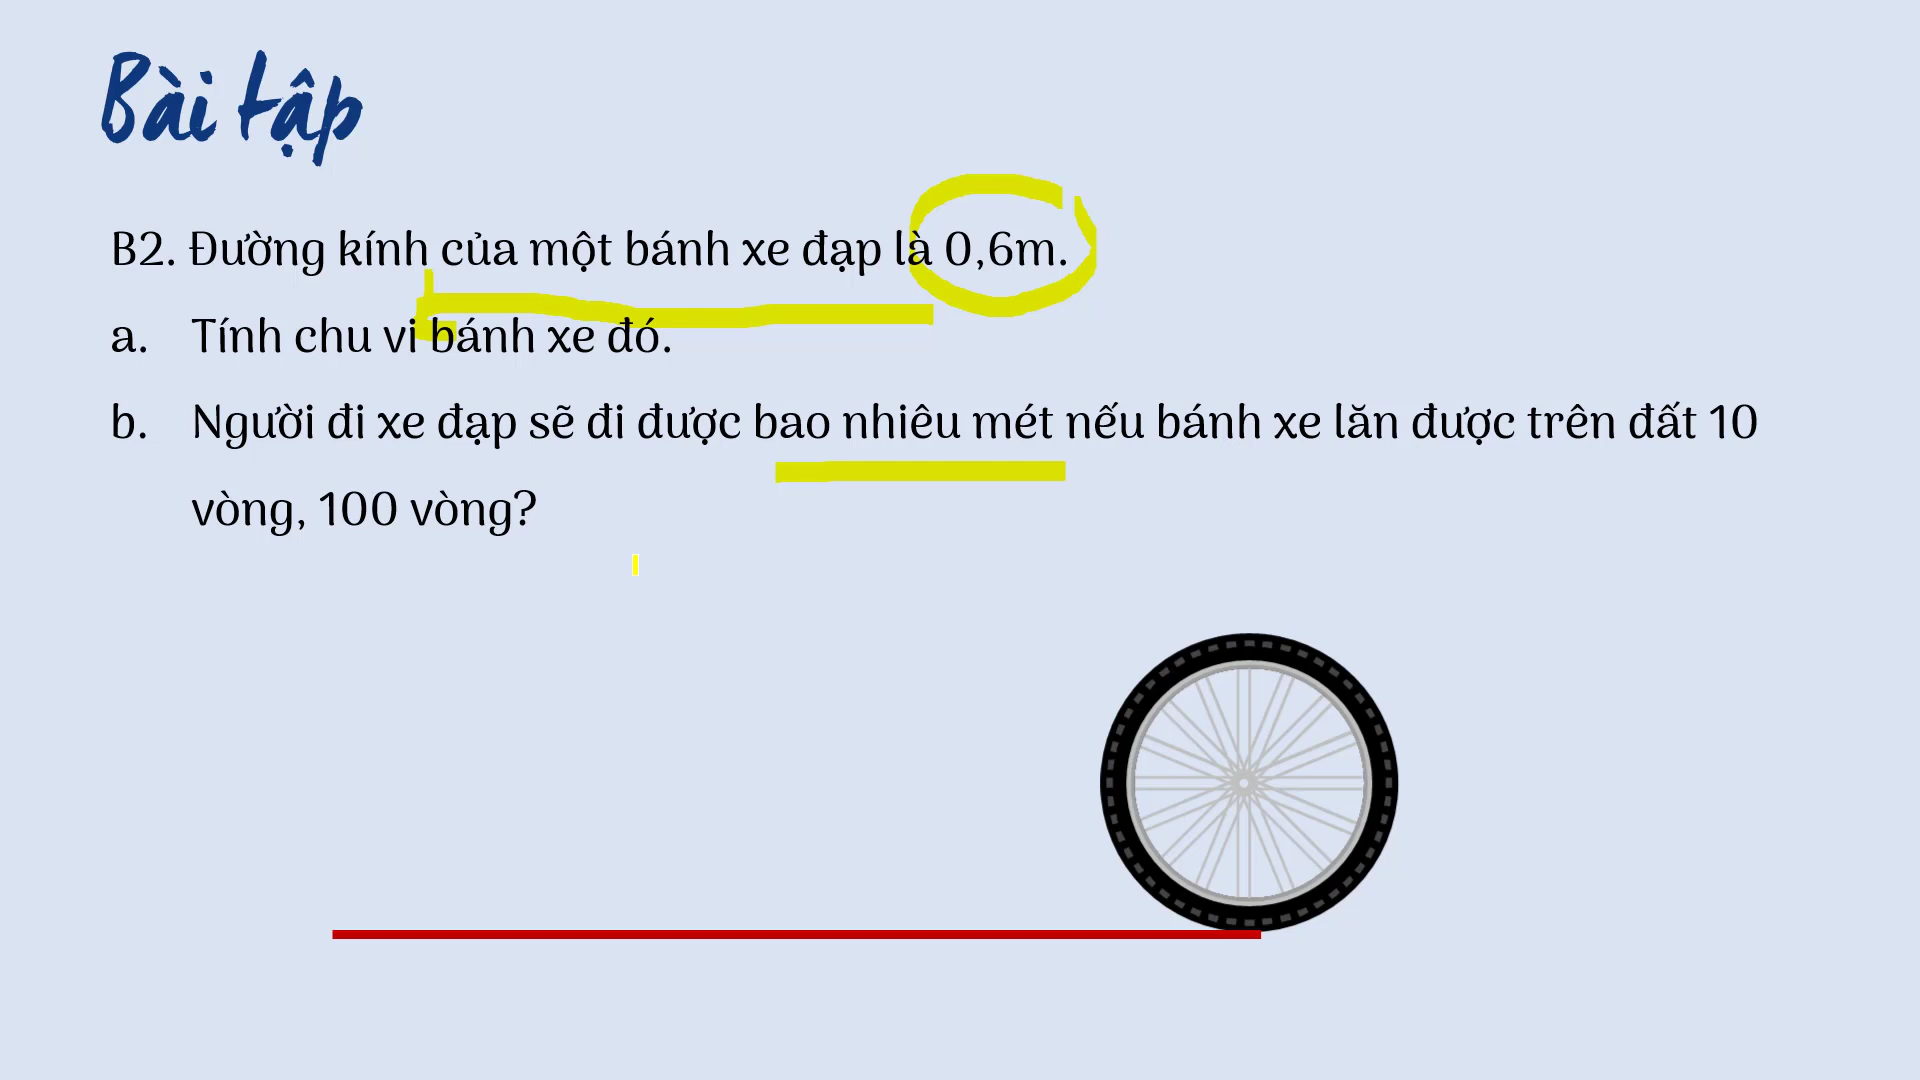 Bài tập
B2. Đường kính của một bánh xe đạp là 0,6m.
a. Tính chu vi bánh xe đó.
b. Người đi xe đạp sẽ đi được bao nhiêu mét nếu bánh xe lăn được trên đất 10
vòng, 100 vòng?